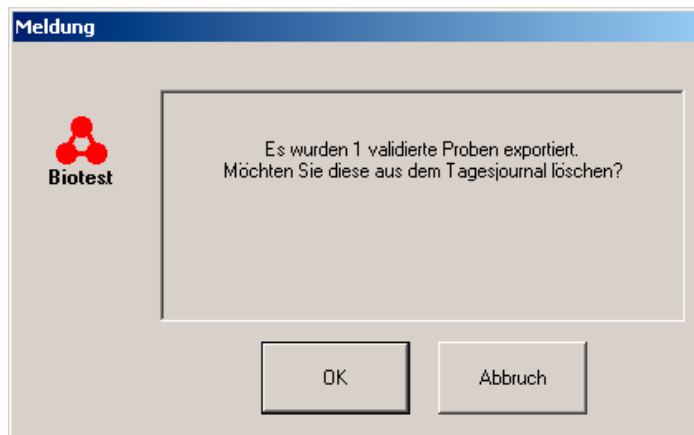 Meldung
Biotest
Es wurden 1 validierte Proben exportiert.
Möchten Sie diese aus dem Tagesjournal löschen?
OK
Abbruch